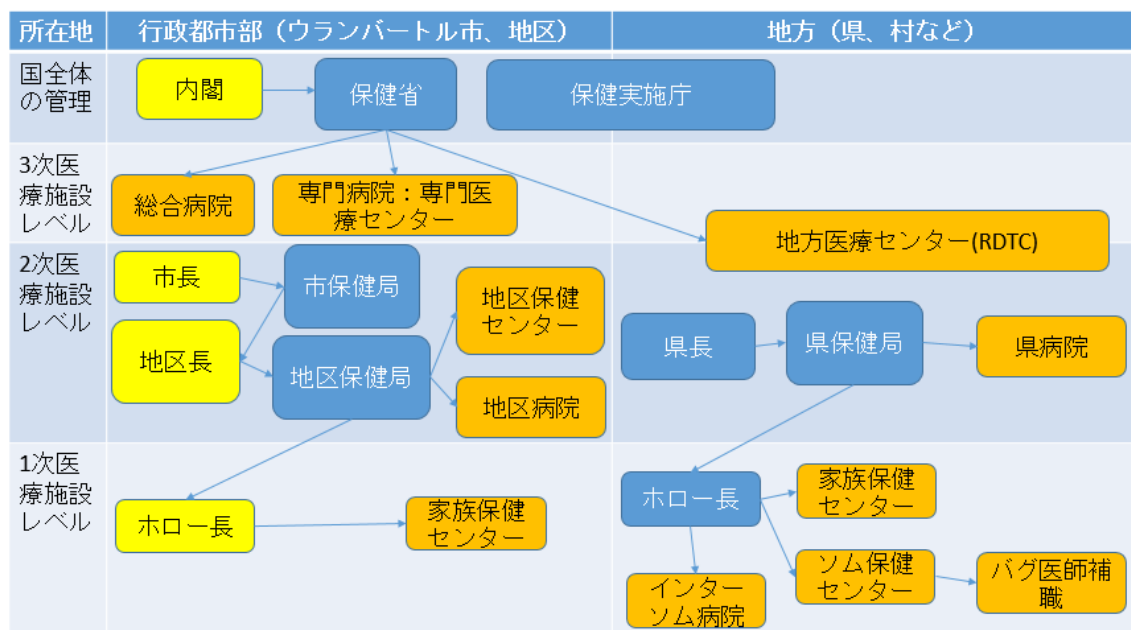 所在地
行政都市部（ウランバートル市、地区）
地方（県、村など）
国全体
の管理
内閣
保健省
保健実施庁
3次医
療施設
レベル
総合病院
専門病院：専門医
療センター
地方医療センター(RDTC)
2次医
療施設
レベル
市長
市保健局
地区保健
センター
地区長
地区保健局
地区病院
県長
県保健局
県病院
1次医
療施設
レベル
ホロー長
家族保健
センター
ホロー長
家族保健
センター
インター
ソム病院
ソム保健
センター
バグ医師補
職